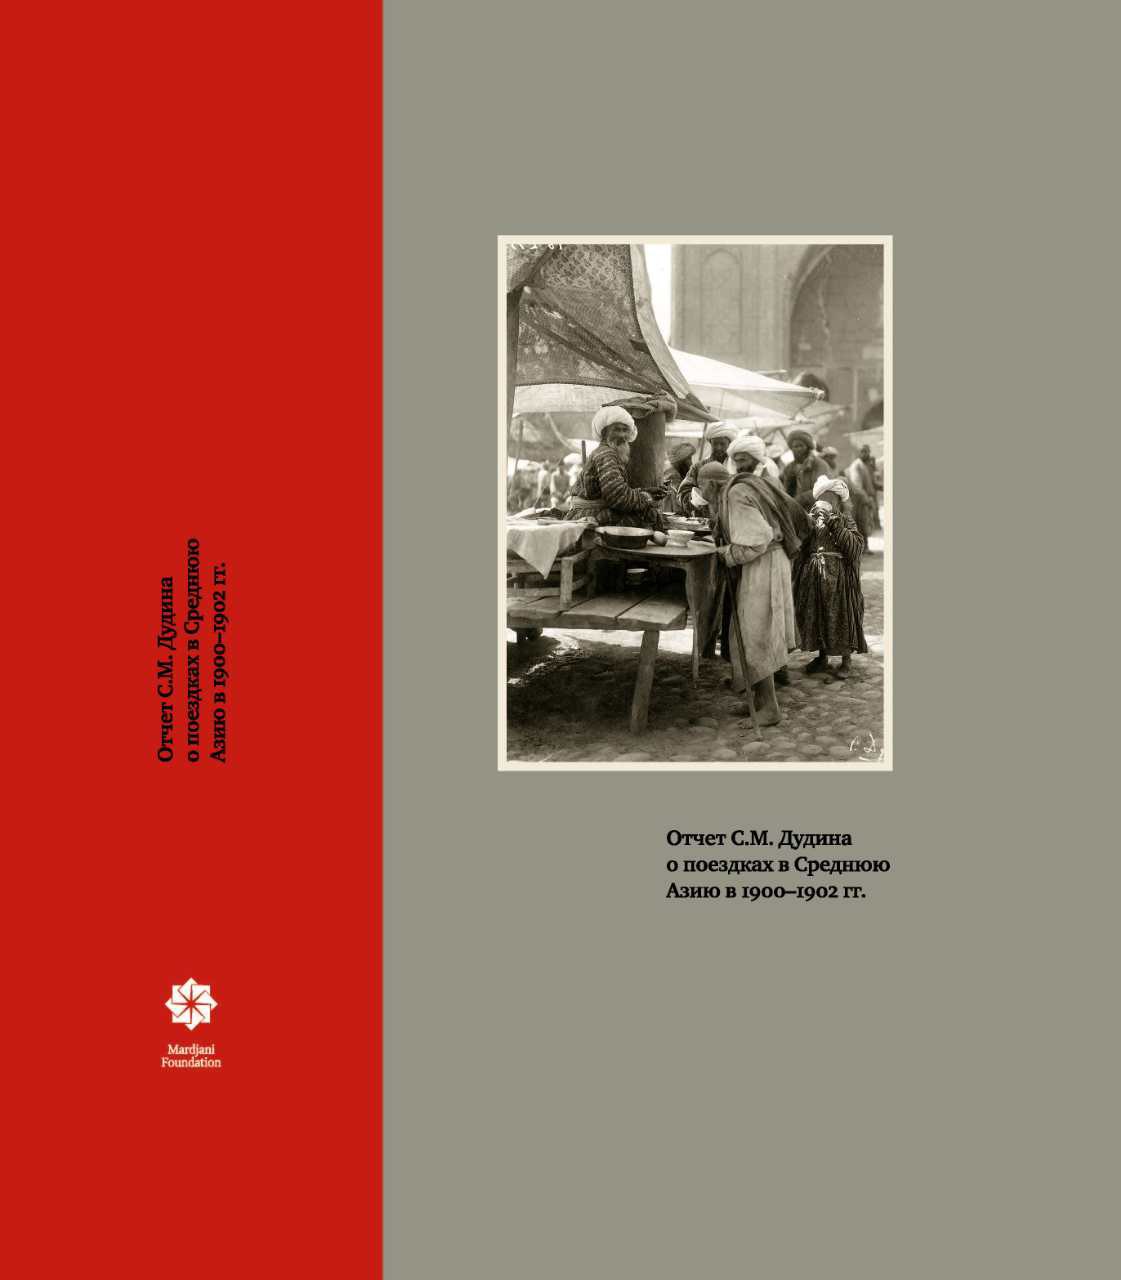 Отчет С.М. Дудина
о поездках в Среднюю
Азию в 1900–1902 гг.
Mardjani
Foundation
Отчет С.М. Дудина
о поездках в Среднюю
Азию в 1900–1902 гг.